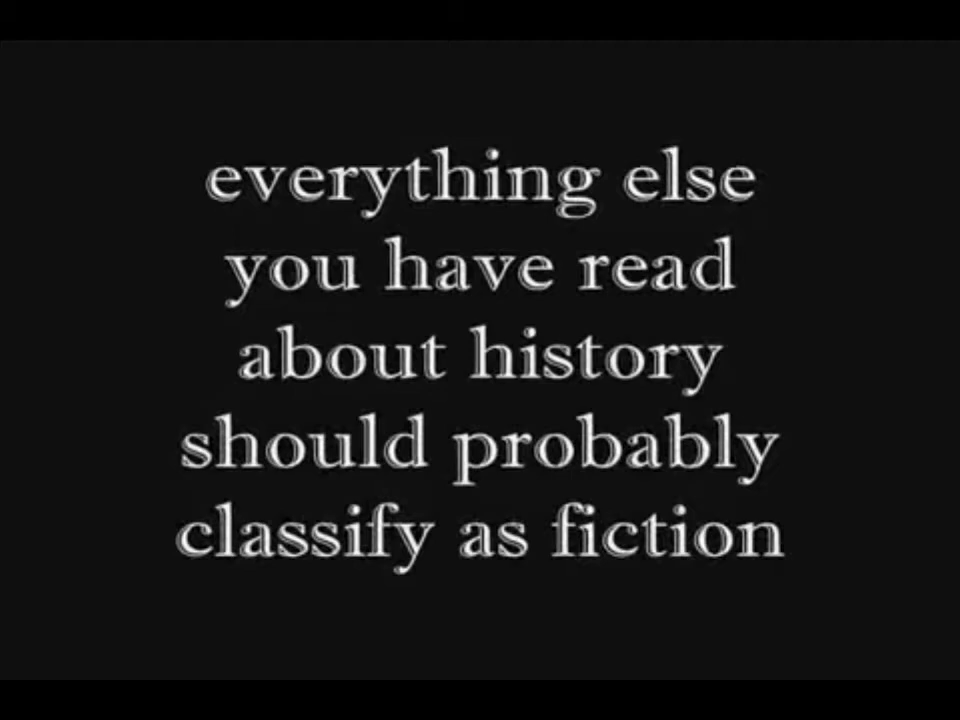 everything else
you have read
about history
should probably
classify as fiction